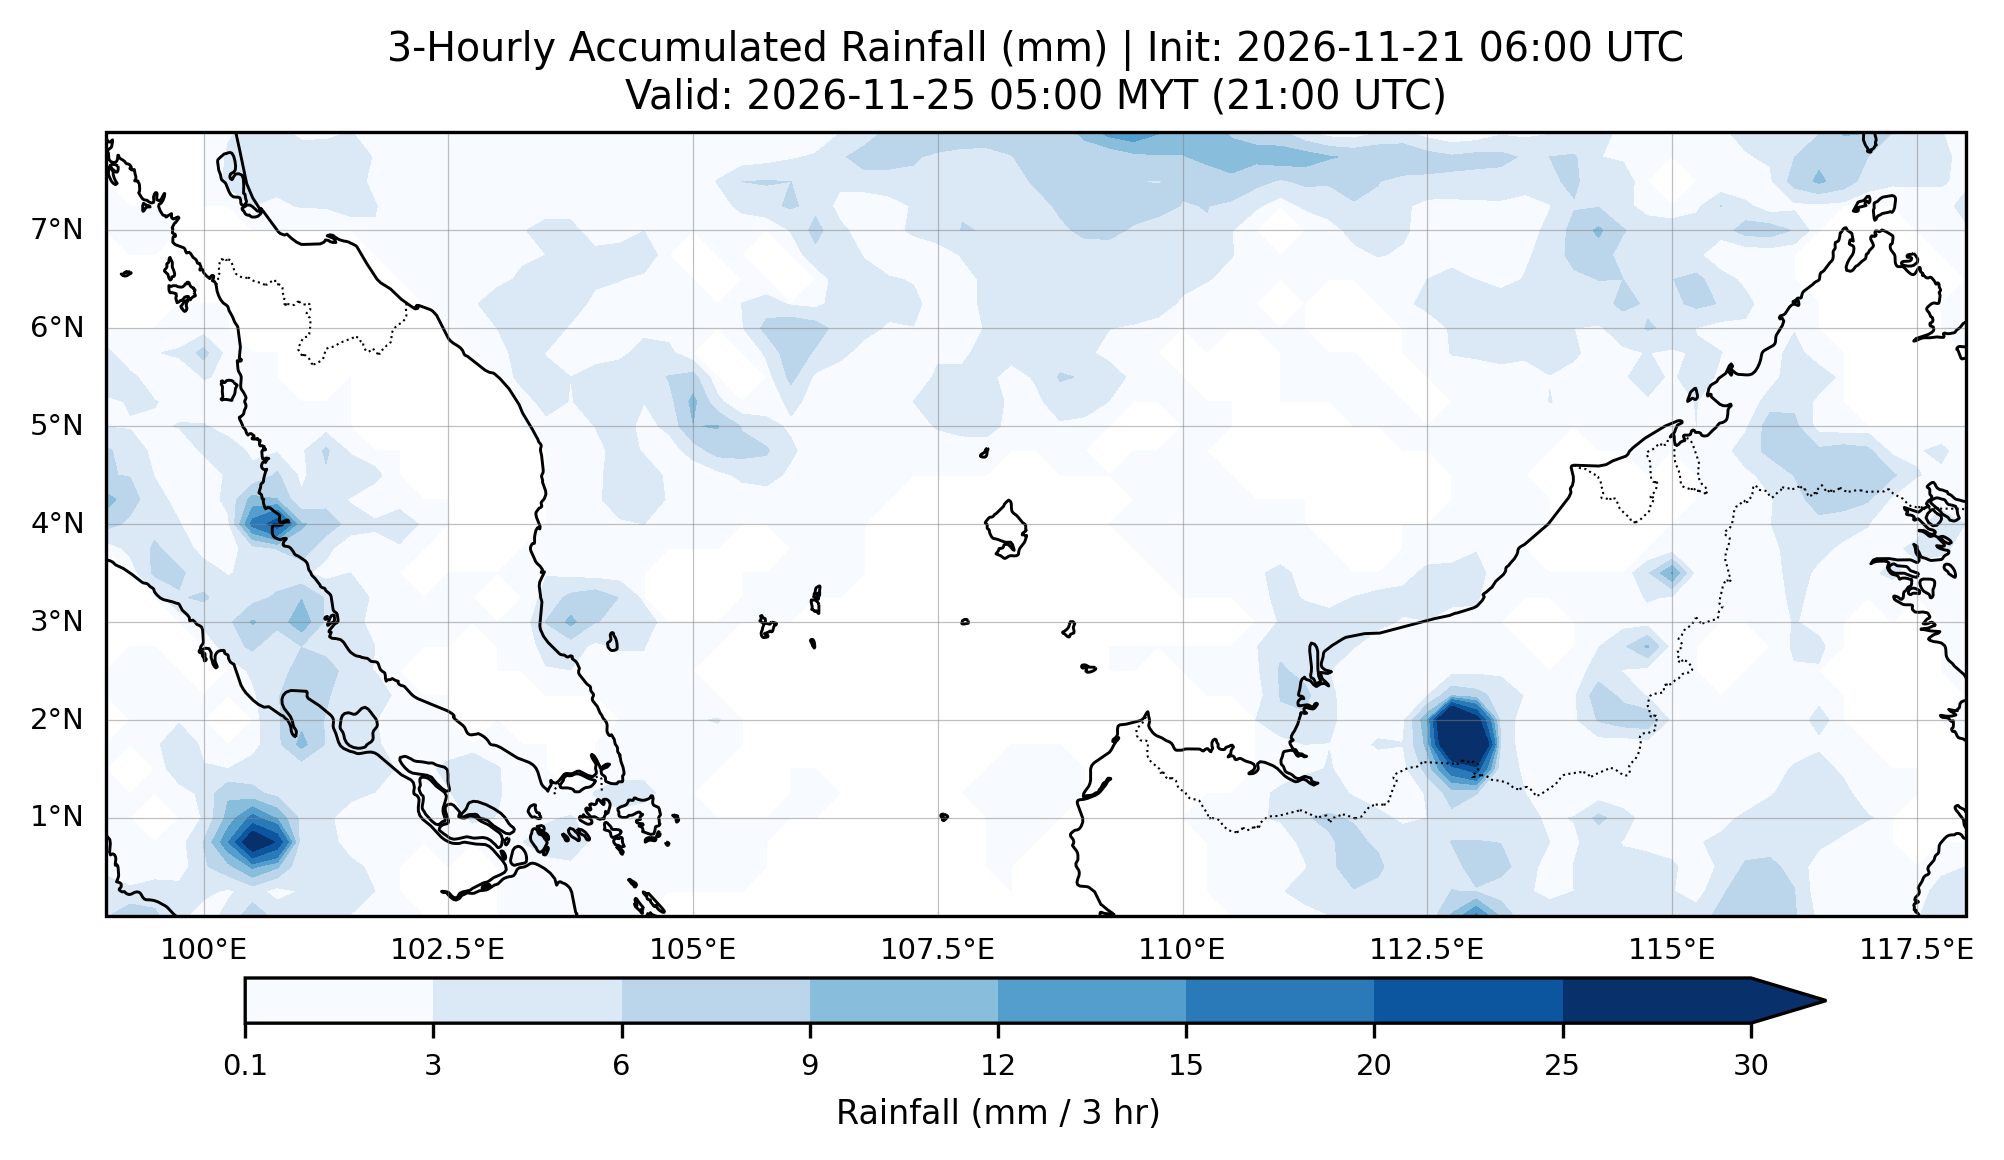 3-Hourly Accumulated Rainfall (mm) | Init: 2026-11-21 06:00 UTC
Valid: 2026-11-25 05:00 MYT (21:00 UTC)
7°N
6°N
5°N
4°N
3°N
2°N
1°N
100°E 102.5°E 105°E 107.5°E 110°E 112.5°E 115°E 117.5°E
0.1 3 6 9 12 15 20 25 30
Rainfall (mm / 3 hr)